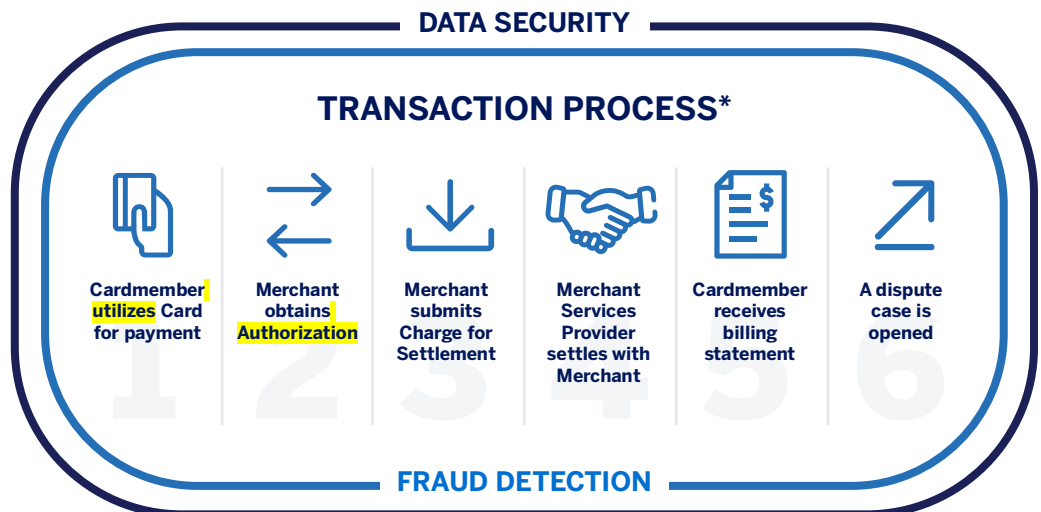 DATA SECURITY
TRANSACTION PROCESS*
$
Cardmember
utilizes Card
for payment
1
Merchant
obtains
Authorization
2
Merchant
submits
Charge for
Settlement
3
Merchant
Services
Provider
settles with
Merchant
4
Cardmember
receives
billing
statement
5
A dispute
case is
opened
6
FRAUD DETECTION